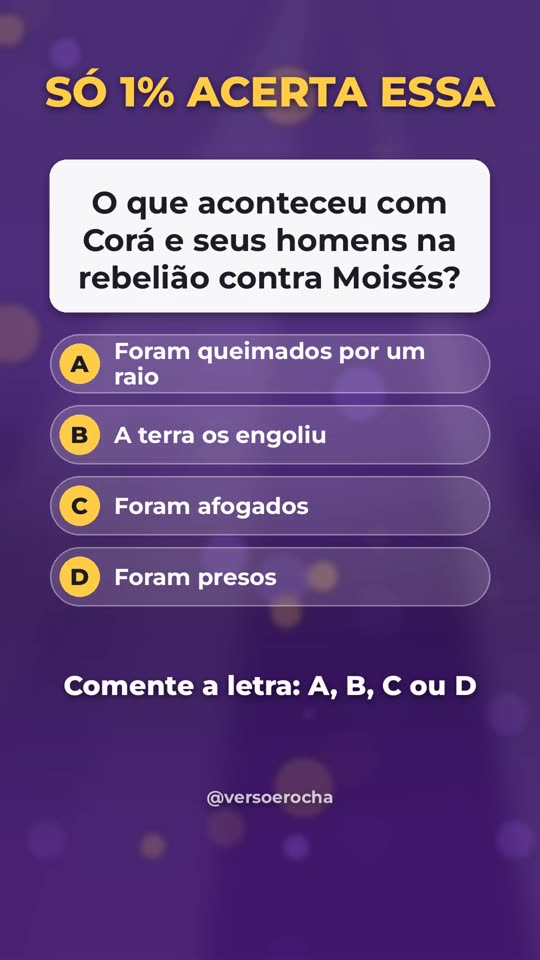 SÓ 1% ACERTA ESSA
O que aconteceu com
Corá e seus homens na
rebelião contra Moisés?
A Foram queimados por um
raio
B A terra os engoliu
C Foram afogados
D Foram presos
Comente a letra: A, B, C ou D
@versoerocha